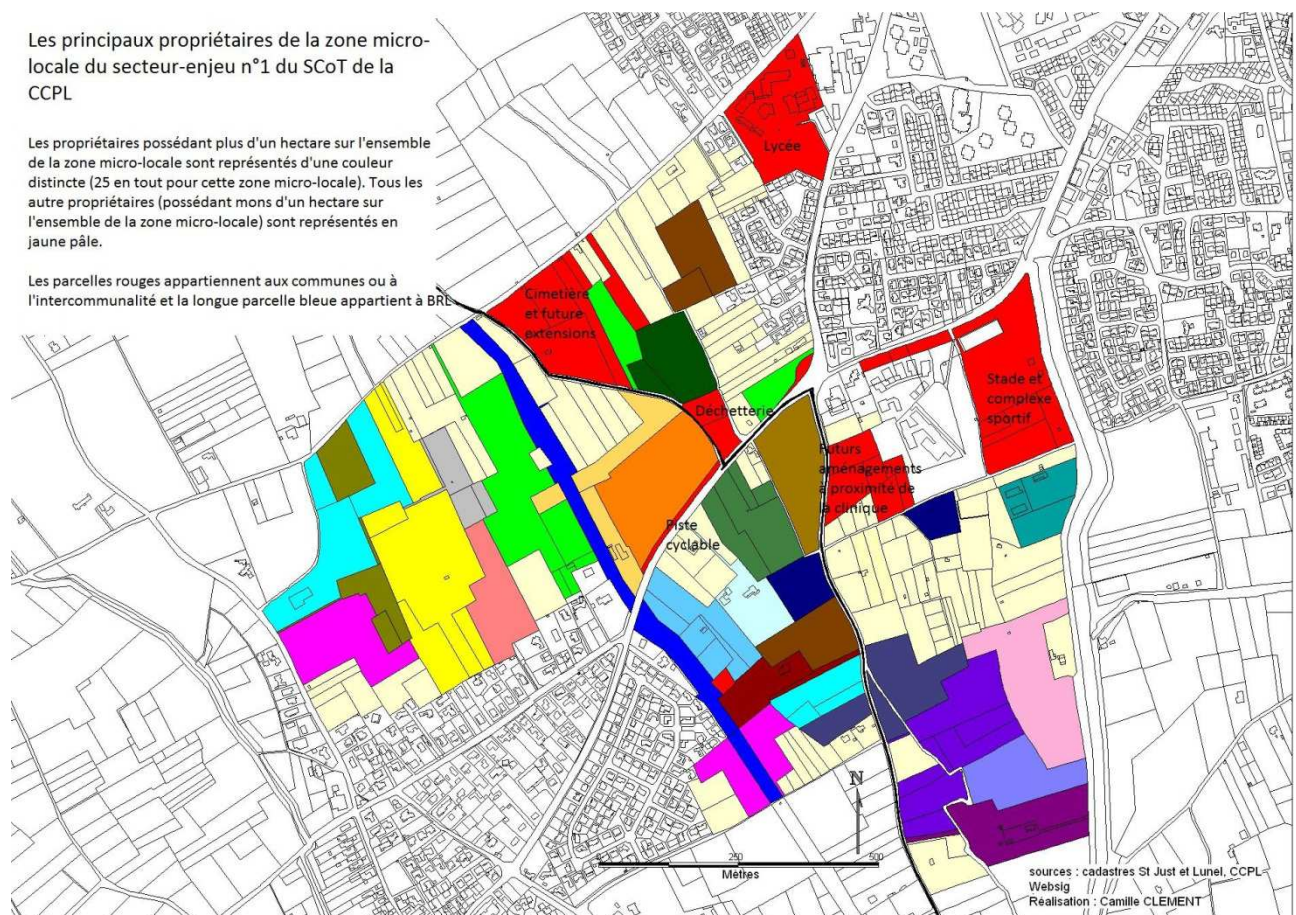 Les principaux propriétaires de la zone micro-
locale du secteur-enjeu n°1 du SCoT de la
CCPL
Les propriétaires possédant plus d'un hectare sur l'ensemble
de la zone micro-locale sont représentés d'une couleur
distincte (25 en tout pour cette zone micro-locale). Tous les
autre propriétaires (possédant mons d'un hectare sur
l'ensemble de la zone micro-locale) sont représentés en
jaune pâle.
Les parcelles rouges appartiennent aux communes ou à
l'intercommunalité et la longue parcelle bleue appartient à BRL
Lycée
Cimetière
et future
extensions
Stade et
complexe
sportif
Déchetterie
Futurs
aménagements
à proximité de
la clinique
Piste
cyclable
N
0 250 500
Mètres
sources : cadastres St Just et Lunel, CCPL
Websig
Réalisation : Camille CLEMENT